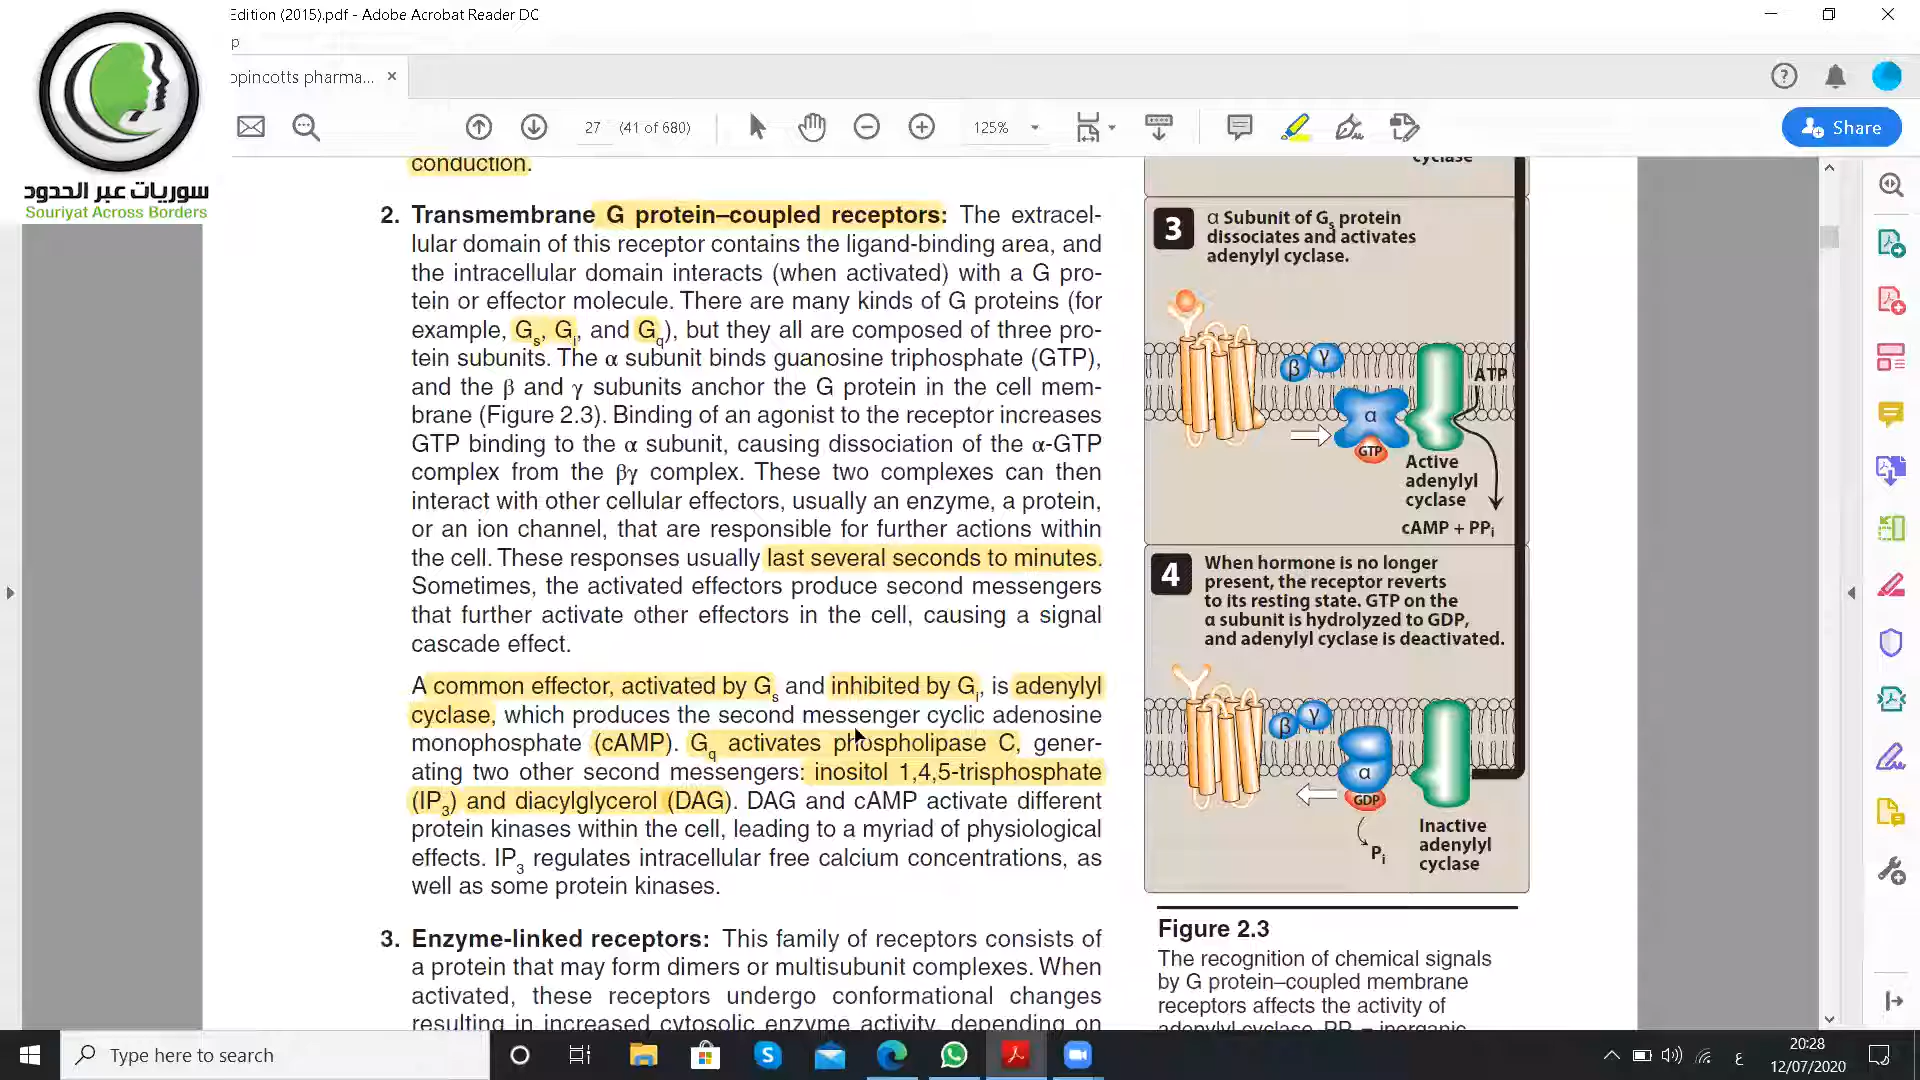 Edition (2015).pdf - Adobe Acrobat Reader DC
p
opincotts pharma...
27 (41 of 680)
125%
Share
سوريات عبر الحدود
Souriyat Across Borders
conduction.
2. Transmembrane G protein–coupled receptors: The extracel-
lular domain of this receptor contains the ligand-binding area, and
the intracellular domain interacts (when activated) with a G pro-
tein or effector molecule. There are many kinds of G proteins (for
example, Gs, Gi, and Gq), but they all are composed of three pro-
tein subunits. The α subunit binds guanosine triphosphate (GTP),
and the β and γ subunits anchor the G protein in the cell mem-
brane (Figure 2.3). Binding of an agonist to the receptor increases
GTP binding to the α subunit, causing dissociation of the α-GTP
complex from the βγ complex. These two complexes can then
interact with other cellular effectors, usually an enzyme, a protein,
or an ion channel, that are responsible for further actions within
the cell. These responses usually last several seconds to minutes.
Sometimes, the activated effectors produce second messengers
that further activate other effectors in the cell, causing a signal
cascade effect.
A common effector, activated by Gs and inhibited by Gi, is adenylyl
cyclase, which produces the second messenger cyclic adenosine
monophosphate (cAMP). Gq activates phospholipase C, gener-
ating two other second messengers: inositol 1,4,5-trisphosphate
(IP3) and diacylglycerol (DAG). DAG and cAMP activate different
protein kinases within the cell, leading to a myriad of physiological
effects. IP3 regulates intracellular free calcium concentrations, as
well as some protein kinases.
3. Enzyme-linked receptors: This family of receptors consists of
a protein that may form dimers or multisubunit complexes. When
activated, these receptors undergo conformational changes
resulting in increased cytosolic enzyme activity, depending on
cyclase
3
α Subunit of Gs protein
dissociates and activates
adenylyl cyclase.
β γ
ATP
α
GTP
Active
adenylyl
cyclase
cAMP + PPi
4
When hormone is no longer
present, the receptor reverts
to its resting state. GTP on the
α subunit is hydrolyzed to GDP,
and adenylyl cyclase is deactivated.
β γ
α
GDP
Pi
Inactive
adenylyl
cyclase
Figure 2.3
The recognition of chemical signals
by G protein–coupled membrane
receptors affects the activity of
adenylyl cyclase. PPi = inorganic
Type here to search
ع
20:28
12/07/2020